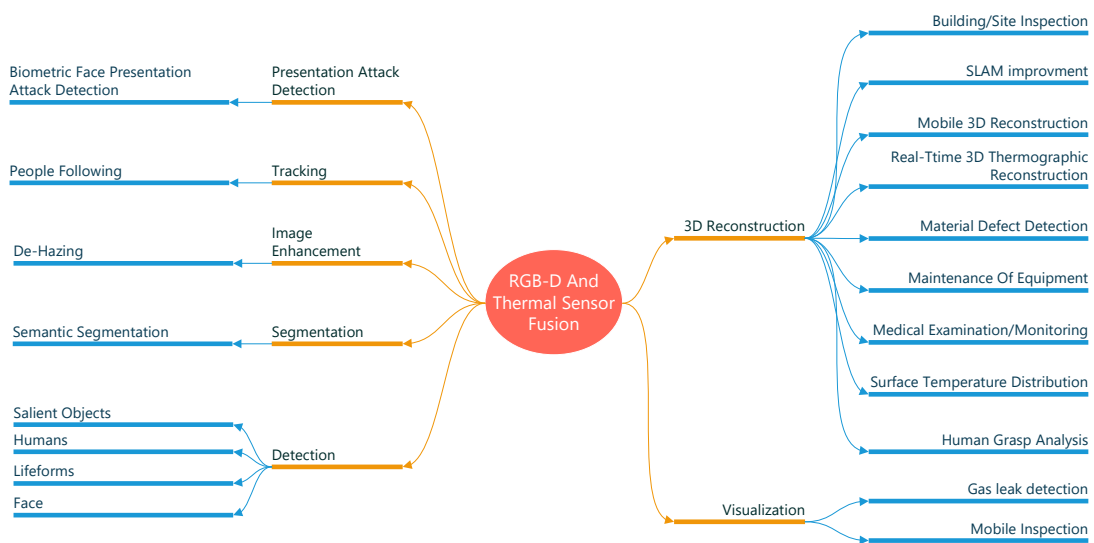 Building/Site Inspection
SLAM improvment
Mobile 3D Reconstruction
Real-Ttime 3D Thermographic
Reconstruction
Material Defect Detection
Maintenance Of Equipment
Medical Examination/Monitoring
Surface Temperature Distribution
Human Grasp Analysis
Gas leak detection
Mobile Inspection
3D Reconstruction
Visualization
RGB-D And
Thermal Sensor
Fusion
Presentation Attack
Detection
Tracking
Image
Enhancement
Segmentation
Detection
Biometric Face Presentation
Attack Detection
People Following
De-Hazing
Semantic Segmentation
Salient Objects
Humans
Lifeforms
Face